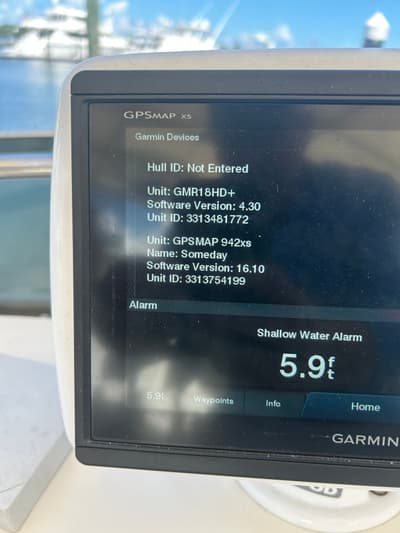 GPSMAP XS
Garmin Devices
Hull ID: Not Entered
Unit: GMR18HD+
Software Version: 4.30
Unit ID: 3313481772
Unit: GPSMAP 942xs
Name: Someday
Software Version: 16.10
Unit ID: 3313754199
Alarm
Shallow Water Alarm
5.9ft
Waypoints Info Home
GARMIN